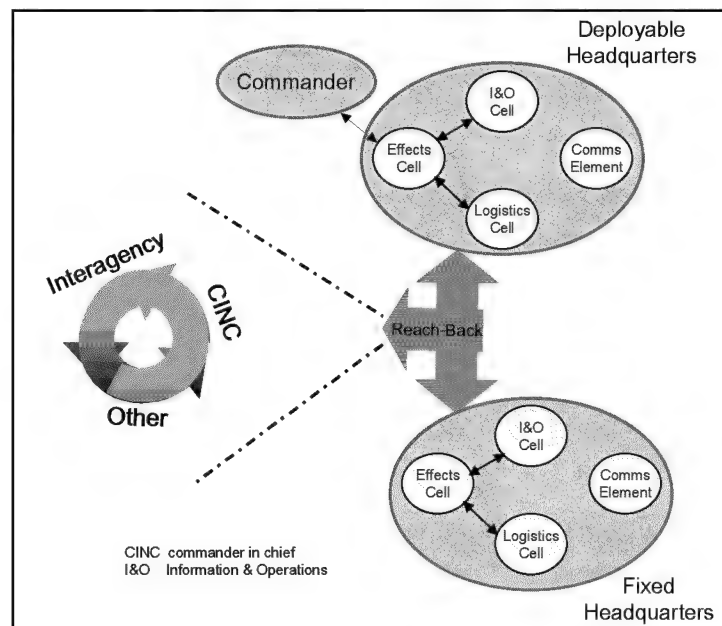 Deployable
Headquarters
Commander
I&O
Cell
Effects
Cell
Comms
Element
Logistics
Cell
Interagency
CINC
Other
Reach-Back
I&O
Cell
Effects
Cell
Comms
Element
Logistics
Cell
CINC commander in chief
I&O Information & Operations
Fixed
Headquarters